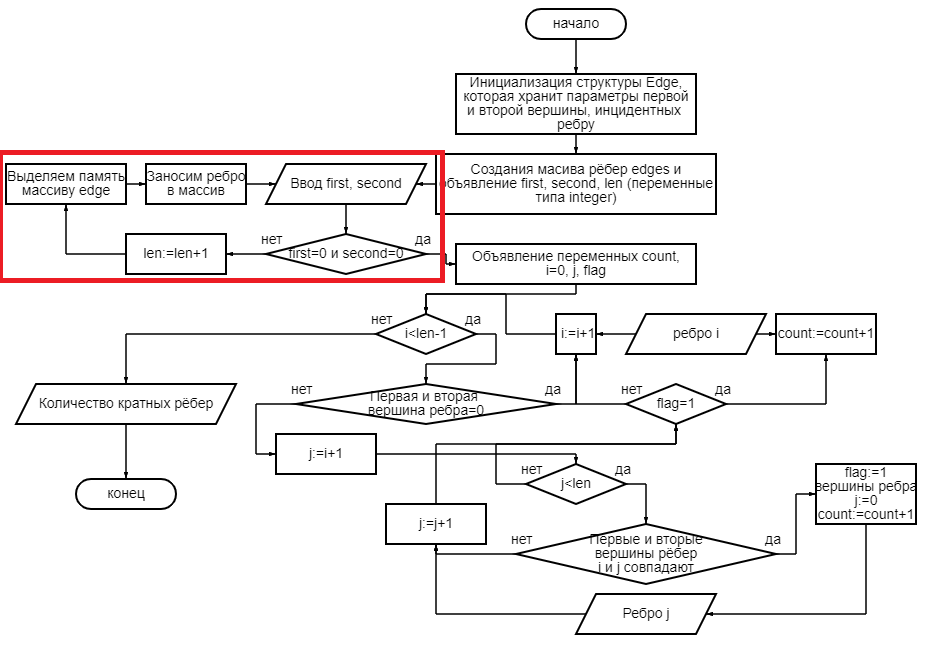 начало
Инициализация структуры Edge,
которая хранит параметры первой
и второй вершины, инцидентных
ребру
Создания масива рёбер edges и
объявление first, second, len (переменные
типа integer)
Выделяем память
массиву edge
Заносим ребро
в массив
Ввод first, second
нет
first=0 и second=0
да
len:=len+1
Объявление переменных count,
i=0, j, flag
нет
i<len-1
да
i:=i+1
ребро i
count:=count+1
Количество кратных рёбер
нет
Первая и вторая
вершина ребра=0
да
нет
flag=1
да
конец
j:=i+1
нет
j<len
да
flag:=1
вершины ребра
j:=0
count:=count+1
j:=j+1
нет
Первые и вторые
вершины рёбер
i и j совпадают
да
Ребро j